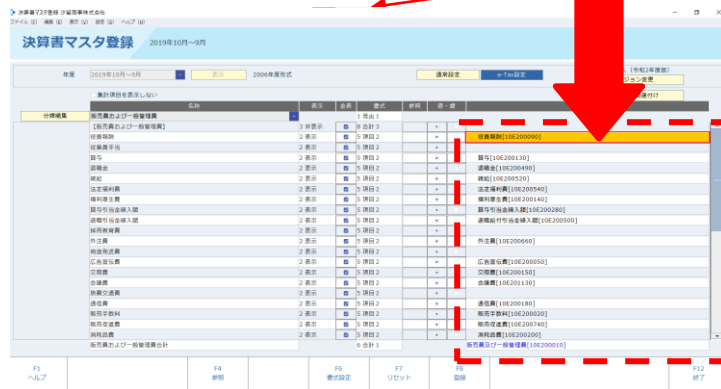 決算書マスタ登録 汐留商事株式会社
ファイル(F) 編集(E) 表示(V) 設定(S) ヘルプ(H)
決算書マスタ登録 2019年10月～9月
年度 2019年10月～9月 表示 2006年度形式 通常設定 e-Tax設定 (令和2年度版)
ジョン変更
集計項目を表示しない 付け
名称 表示 金表 書式 参照
分類編集 販売費および一般管理費 1 見出 1
【販売費および一般管理費】 3 非表示 8 合計 3
役員報酬 2 表示 5 項目 2 + 役員報酬[10E200090]
従業員手当 2 表示 5 項目 2 +
賞与 2 表示 5 項目 2 + 賞与[10E200130]
退職金 2 表示 5 項目 2 + 退職金[10E200490]
雑給 2 表示 5 項目 2 + 雑給[10E200520]
法定福利費 2 表示 5 項目 2 + 法定福利費[10E200540]
福利厚生費 2 表示 5 項目 2 + 福利厚生費[10E200140]
賞与引当金繰入額 2 表示 5 項目 2 + 賞与引当金繰入額[10E200280]
退職引当金繰入額 2 表示 5 項目 2 + 退職給付引当金繰入額[10E200500]
採用教育費 2 表示 5 項目 2 +
外注費 2 表示 5 項目 2 + 外注費[10E200660]
荷造発送費 2 表示 5 項目 2 +
広告宣伝費 2 表示 5 項目 2 + 広告宣伝費[10E200050]
交際費 2 表示 5 項目 2 + 交際費[10E200150]
会議費 2 表示 5 項目 2 + 会議費[10E201130]
旅費交通費 2 表示 5 項目 2 +
通信費 2 表示 5 項目 2 + 通信費[10E200180]
販売手数料 2 表示 5 項目 2 + 販売手数料[10E200020]
販売促進費 2 表示 5 項目 2 + 販売促進費[10E200740]
消耗品費 2 表示 5 項目 2 + 消耗品費[10E200200]
販売費および一般管理費合計 6 合計 1 販売費及び一般管理費[10E200010]
F1 F4 F6 F7 F8 F12
ヘルプ 参照 書式設定 リセット 登録 終了